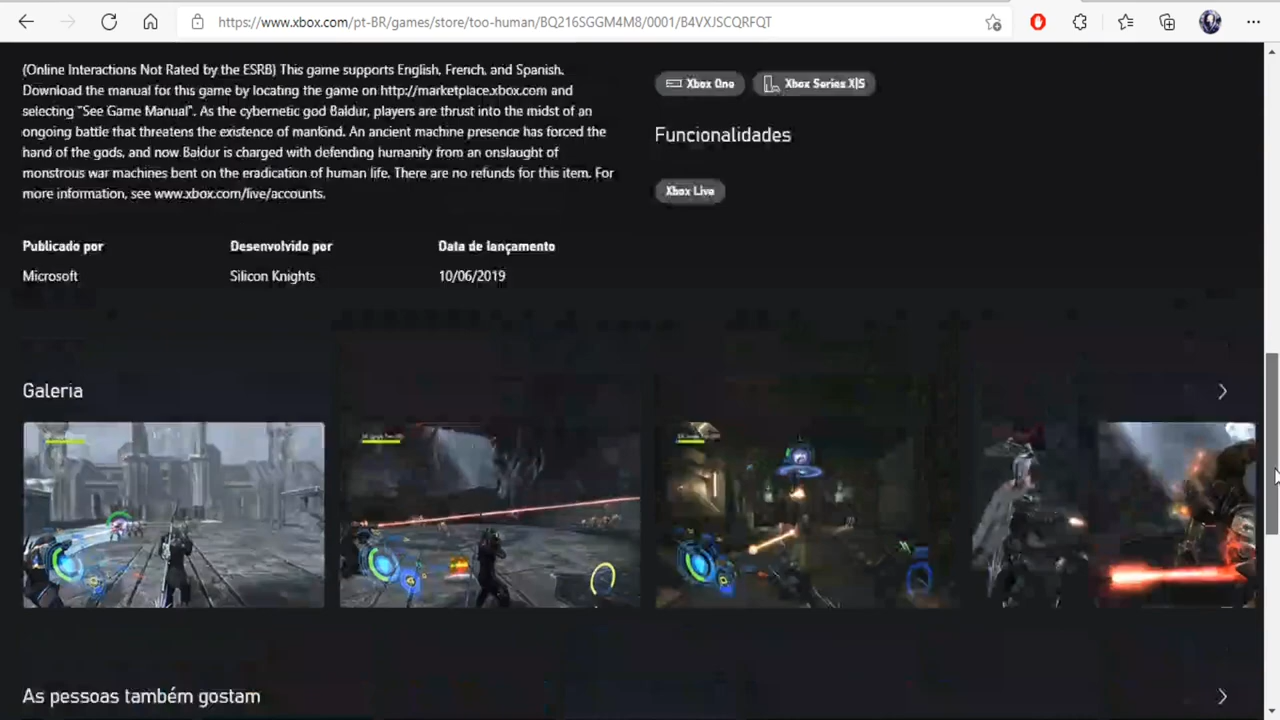 https://www.xbox.com/pt-BR/games/store/too-human/BQ216SGGM4M8/0001/B4VXJSCQRFQT
(Online Interactions Not Rated by the ESRB) This game supports English, French, and Spanish.
Download the manual for this game by locating the game on http://marketplace.xbox.com and
selecting "See Game Manual". As the cybernetic god Baldur, players are thrust into the midst of an
ongoing battle that threatens the existence of mankind. An ancient machine presence has forced the
hand of the gods, and now Baldur is charged with defending humanity from an onslaught of
monstrous war machines bent on the eradication of human life. There are no refunds for this item. For
more information, see www.xbox.com/live/accounts.
Xbox One
Xbox Series X|S
Funcionalidades
Xbox Live
Publicado por
Desenvolvido por
Data de lançamento
Microsoft
Silicon Knights
10/06/2019
Galeria
As pessoas também gostam